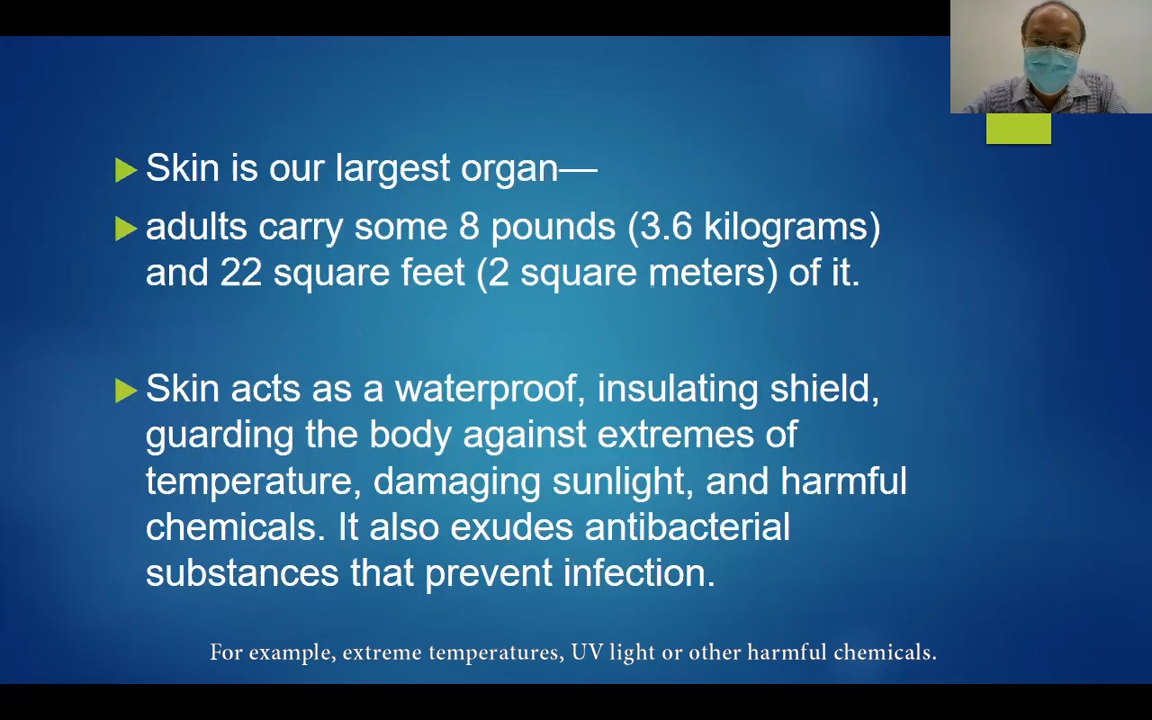 Skin is our largest organ—
adults carry some 8 pounds (3.6 kilograms)
and 22 square feet (2 square meters) of it.
Skin acts as a waterproof, insulating shield,
guarding the body against extremes of
temperature, damaging sunlight, and harmful
chemicals. It also exudes antibacterial
substances that prevent infection.
For example, extreme temperatures, UV light or other harmful chemicals.